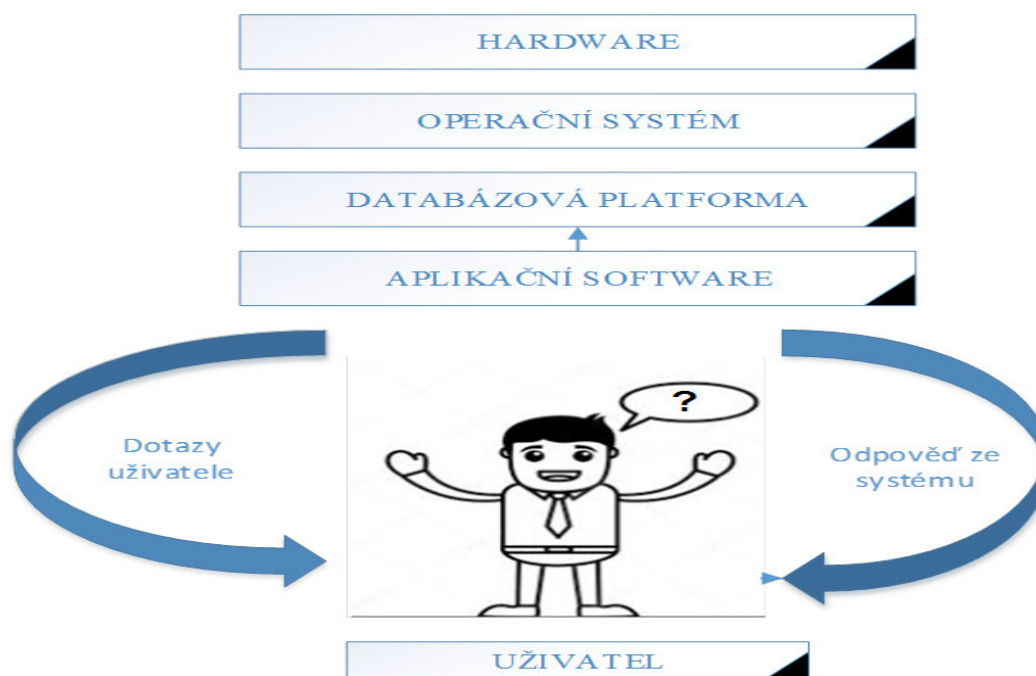 HARDWARE
OPERAČNÍ SYSTÉM
DATABÁZOVÁ PLATFORMA
APLIKAČNÍ SOFTWARE
?
Dotazy
uživatele
Odpověď ze
systému
UŽIVATEL